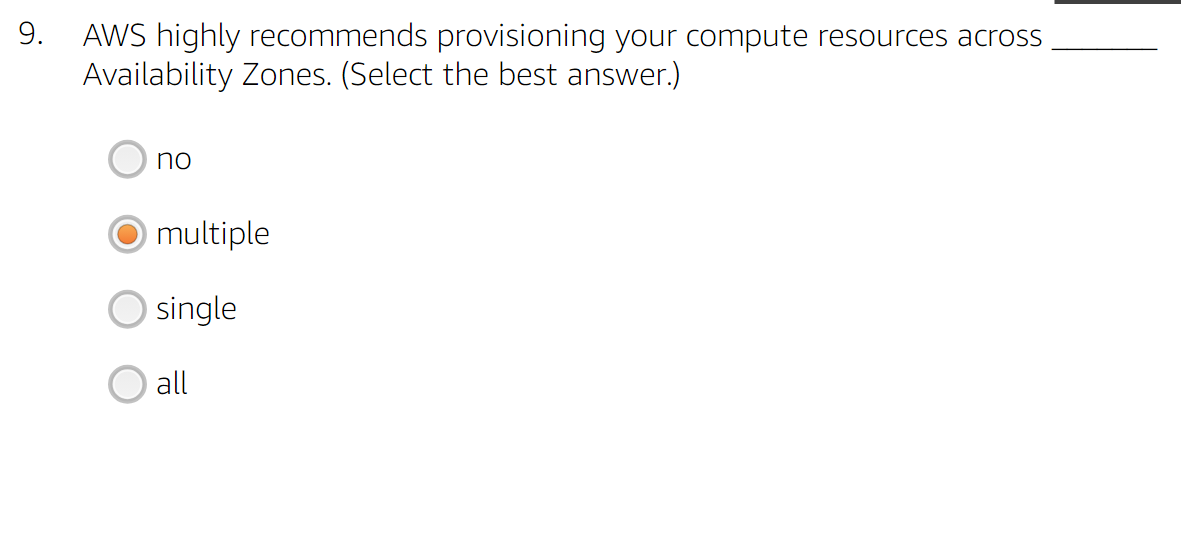 9. AWS highly recommends provisioning your compute resources across ________
Availability Zones. (Select the best answer.)
no
multiple
single
all